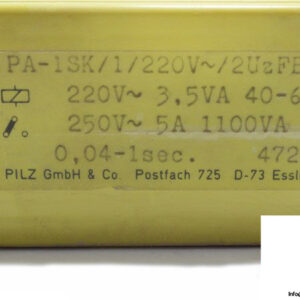 PA-1SK/1/220V~/2UzFB
220V~ 3,5VA 40-6
250V~ 5A 1100VA
0,04-1sec. 472
PILZ GmbH & Co. Postfach 725 D-73 Essl